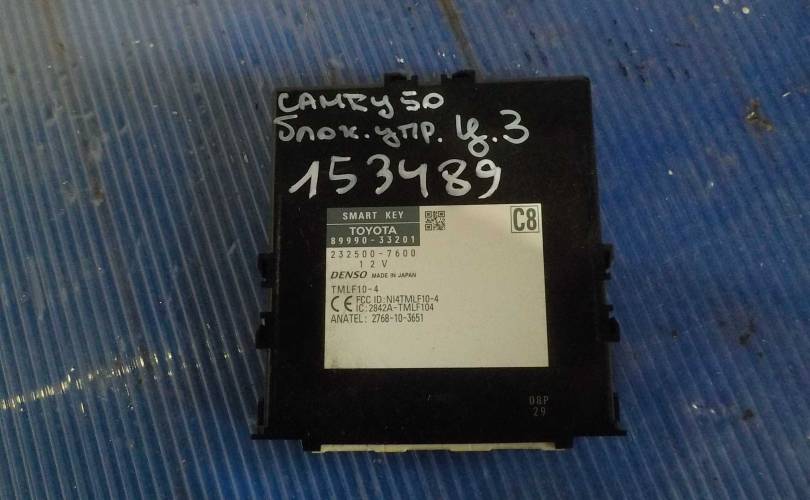 CAMRY 50
блок.упр. Ц.З
153489
SMART KEY
TOYOTA
89990-33201
C8
232500-7600
12V
DENSO MADE IN JAPAN
TMLF10-4
CE FCC ID:NI4TMLF10-4
IC:2842A-TMLF104
ANATEL: 2768-10-3651
08P
29